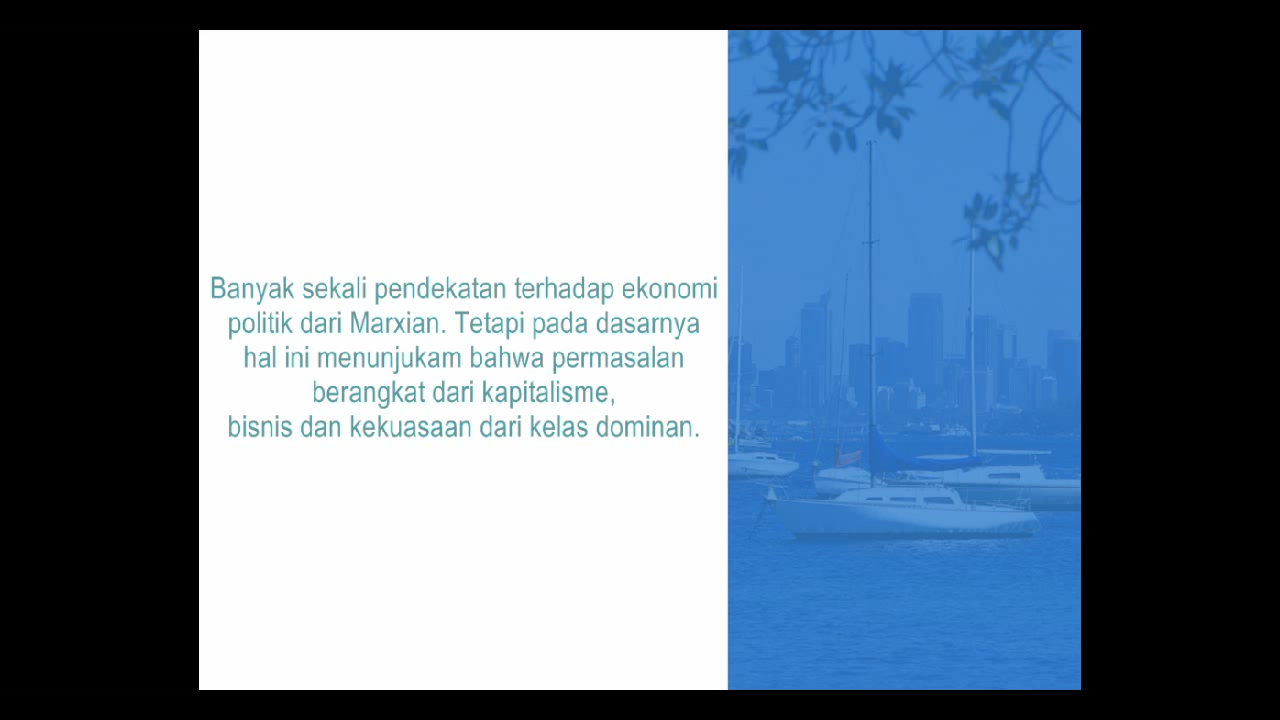 Banyak sekali pendekatan terhadap ekonomi
politik dari Marxian. Tetapi pada dasarnya
hal ini menunjukam bahwa permasalan
berangkat dari kapitalisme,
bisnis dan kekuasaan dari kelas dominan.